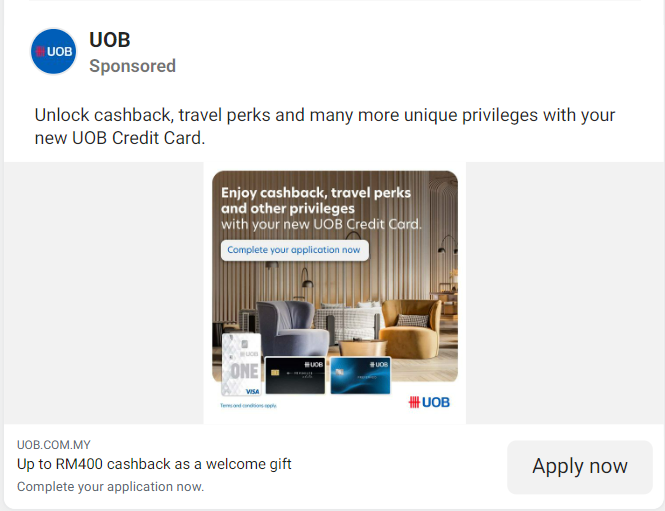 UOB
UOB
Sponsored
Unlock cashback, travel perks and many more unique privileges with your
new UOB Credit Card.
Enjoy cashback, travel perks
and other privileges
with your new UOB Credit Card.
Complete your application now
UOB
ONE
VISA
UOB
UOB
Terms and conditions apply.
UOB
UOB.COM.MY
Up to RM400 cashback as a welcome gift
Complete your application now.
Apply now